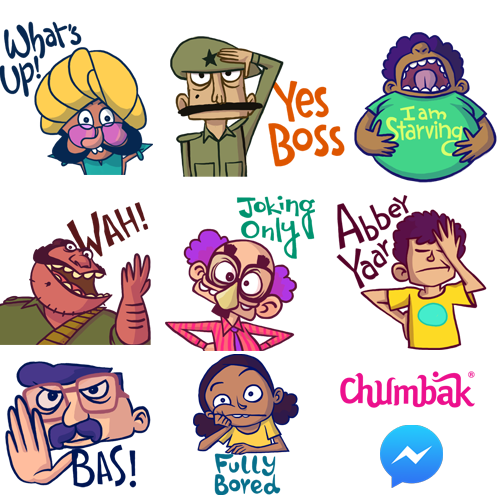 What's
Up!
Yes
Boss
I am
Starving
WAH!
Joking
Only
Abbey
Yaar
BAS!
Fully
Bored
Chumbak®